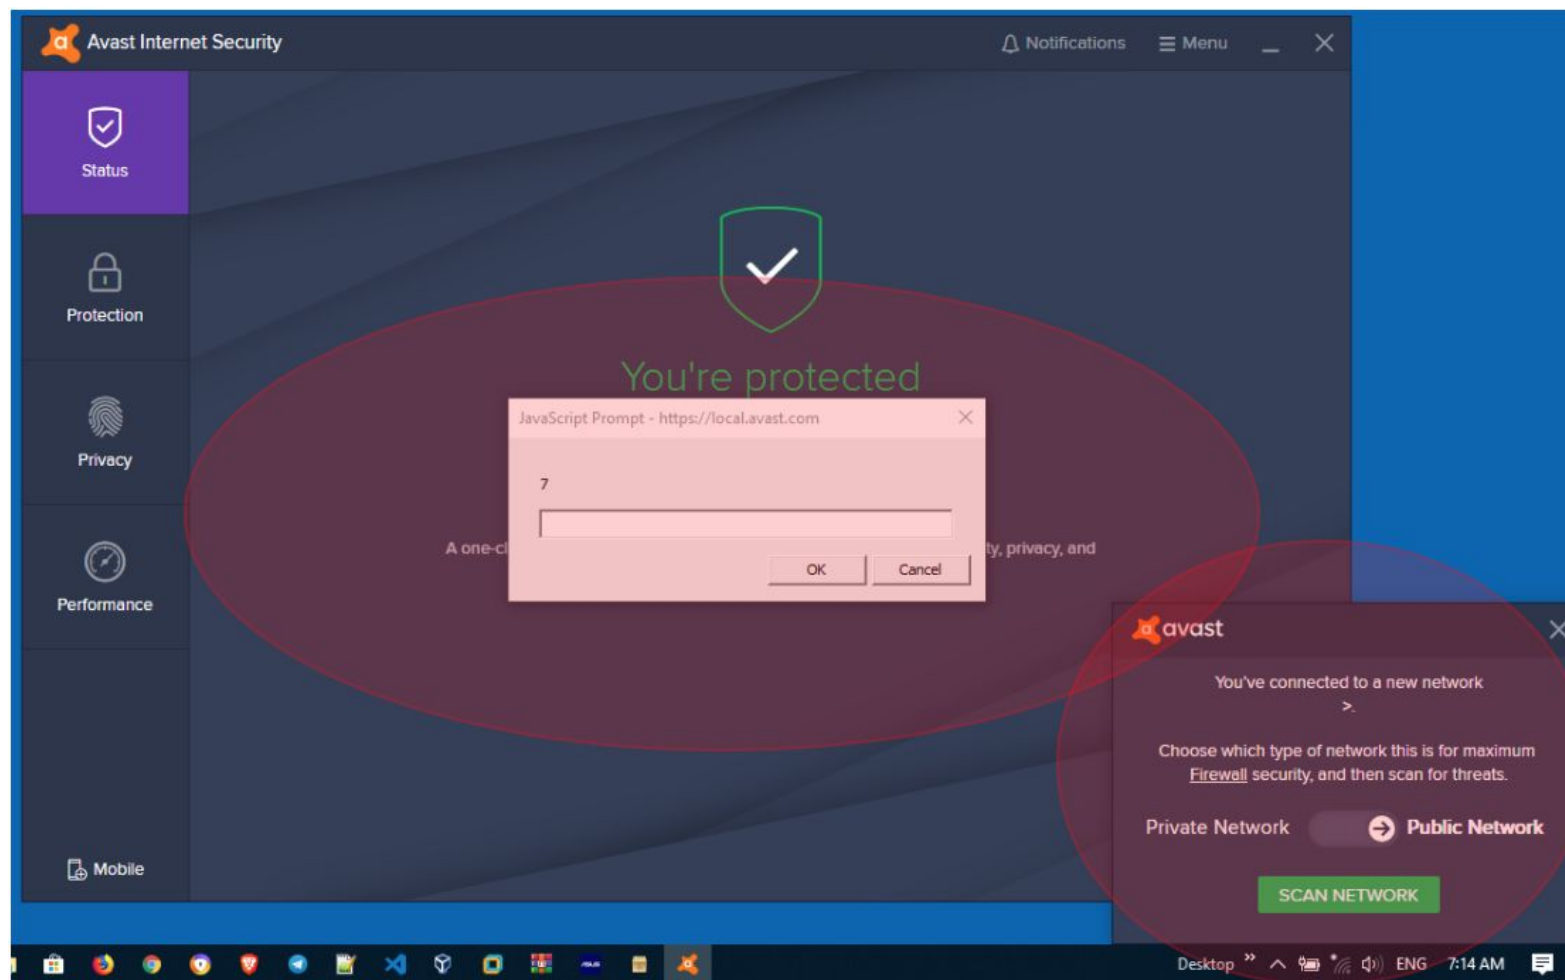 Avast Internet Security
Notifications
Menu
Status
Protection
Privacy
Performance
Mobile
You're protected
JavaScript Prompt - https://local.avast.com
7
OK
Cancel
A one-cl
ty, privacy, and
avast
You've connected to a new network
>.
Choose which type of network this is for maximum
Firewall security, and then scan for threats.
Private Network
Public Network
SCAN NETWORK
Desktop
ENG
7:14 AM